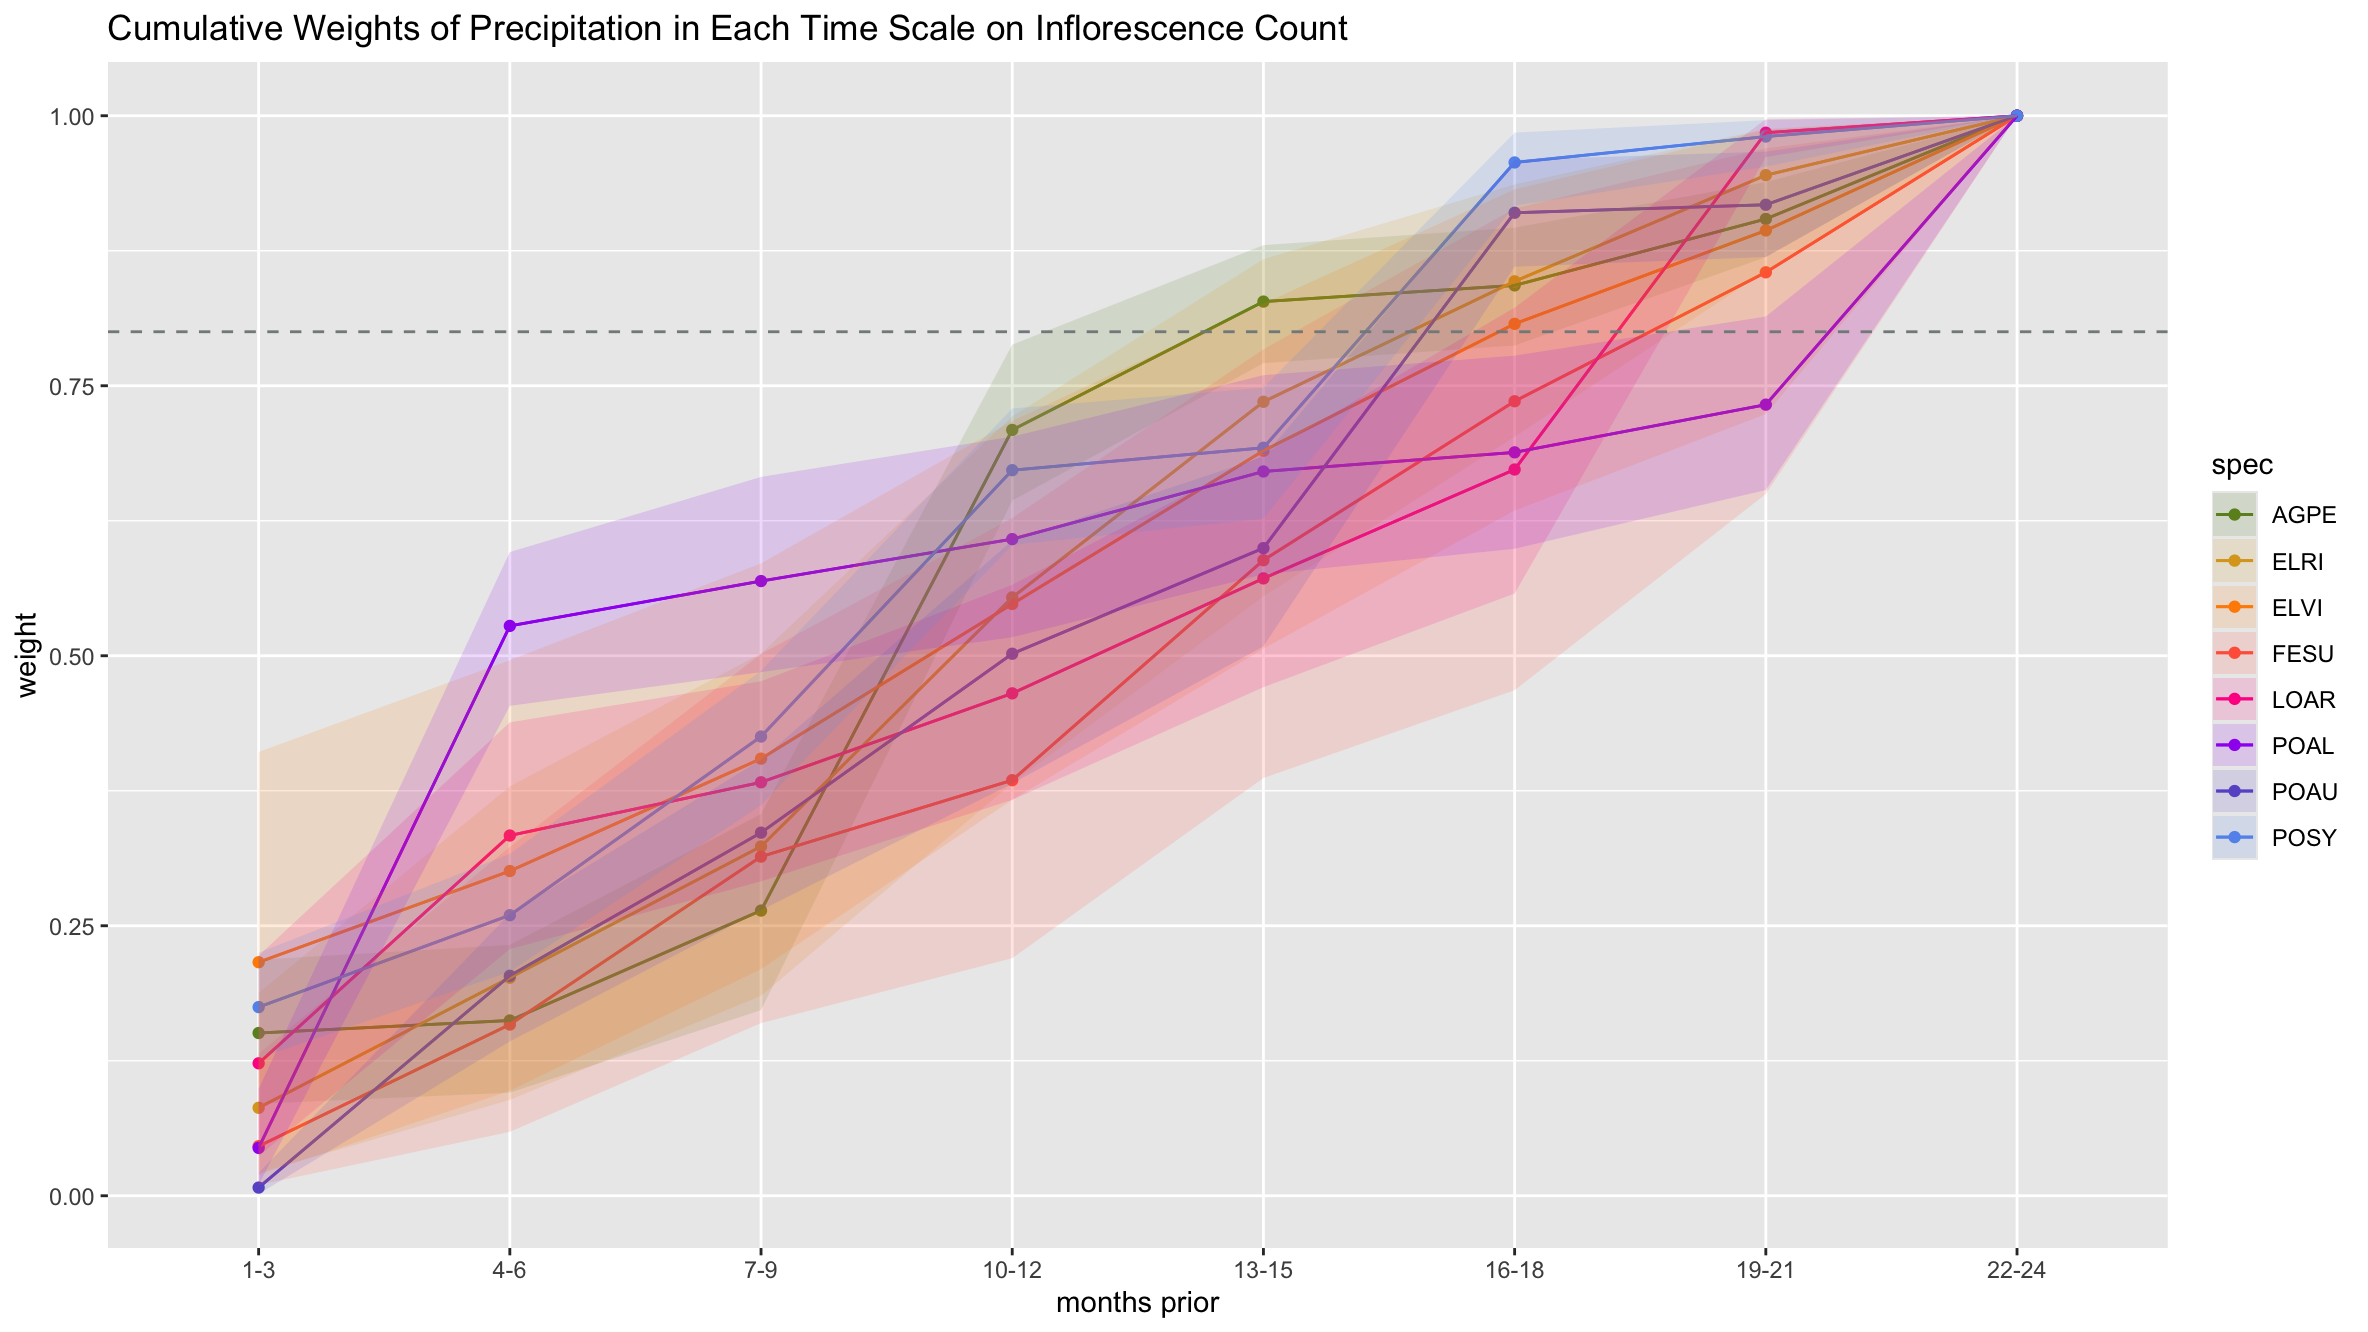 Cumulative Weights of Precipitation in Each Time Scale on Inflorescence Count
weight
1.00
0.75
0.50
0.25
0.00
1-3 4-6 7-9 10-12 13-15 16-18 19-21 22-24
months prior
spec
AGPE
ELRI
ELVI
FESU
LOAR
POAL
POAU
POSY